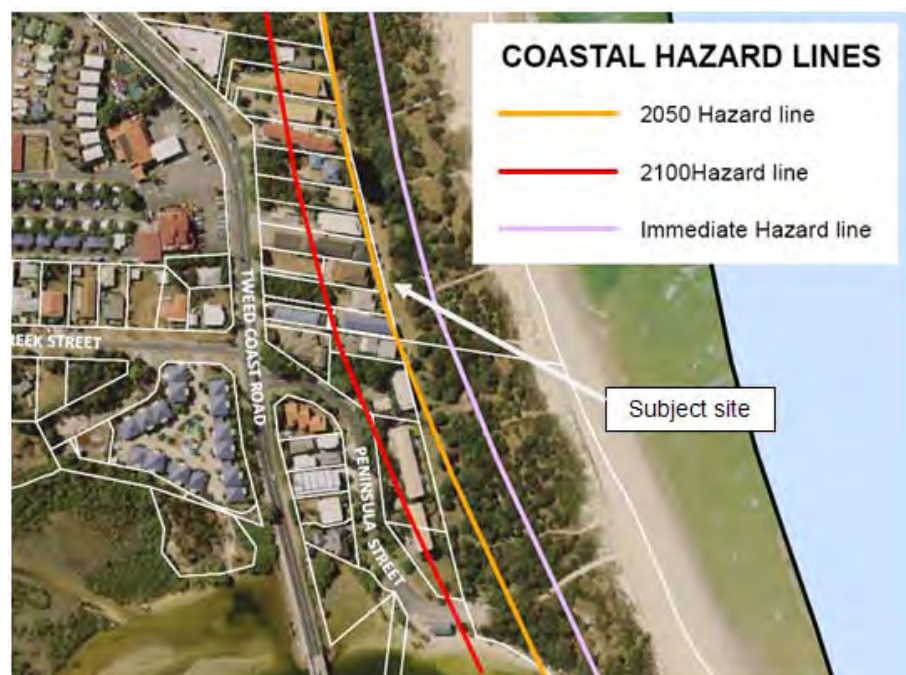 COASTAL HAZARD LINES
2050 Hazard line
2100Hazard line
Immediate Hazard line
Subject site
TWEED COAST ROAD
REEK STREET
PENINSULA STREET